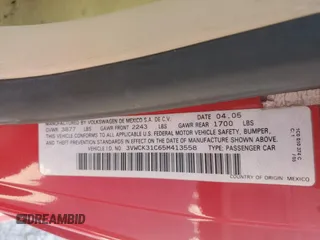 MANUFACTURED BY VOLKSWAGEN DE MEXICO S.A. DE C.V. DATE 04.05
GVWR 3877 LBS GAWR FRONT 2243 LBS GAWR REAR 1700 LBS
THIS VEHICLE CONFORMS TO ALL APPLICABLE U.S. FEDERAL MOTOR VEHICLE SAFETY, BUMPER,
AND THEFT PREVENTION STANDARDS IN EFFECT ON THE DATE OF MANUFACTURE SHOWN ABOVE.
VEHICLE IDENT. NO.: 3VWCK31C65M413558 TYPE: PASSENGER CAR
COUNTRY OF ORIGIN: MEXICO
DREAMBID